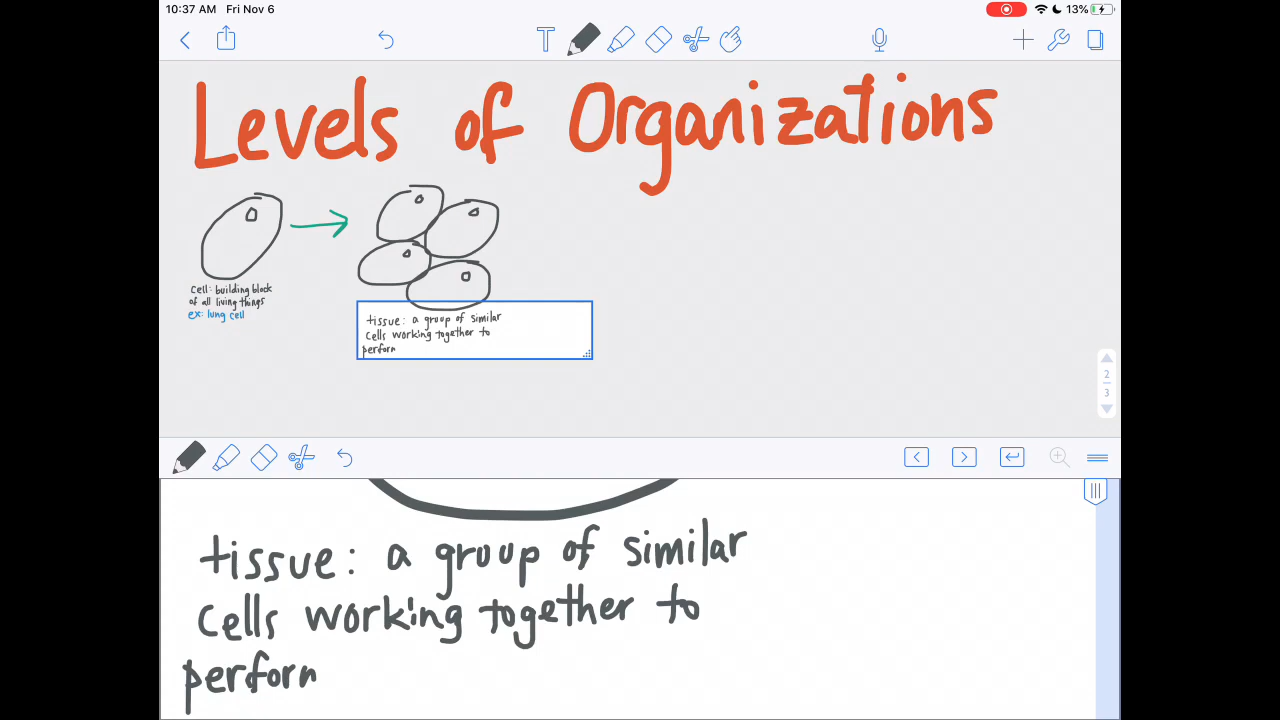 10:37 AM Fri Nov 6
13%
Levels of Organizations
cell: building block
of all living things
ex: lung cell
tissue: a group of similar
cells working together to
perform
2
3
tissue: a group of similar
cells working together to
perform